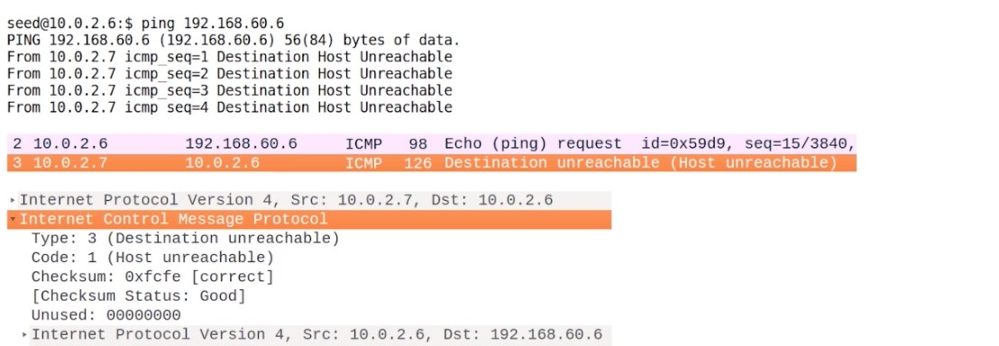 seed@10.0.2.6:$ ping 192.168.60.6
PING 192.168.60.6 (192.168.60.6) 56(84) bytes of data.
From 10.0.2.7 icmp_seq=1 Destination Host Unreachable
From 10.0.2.7 icmp_seq=2 Destination Host Unreachable
From 10.0.2.7 icmp_seq=3 Destination Host Unreachable
From 10.0.2.7 icmp seq=4 Destination Host Unreachable
2 10.0.2.6 192.168.60.6 ICMP 98 Echo (ping) request id=0x59d9, seq=15/3840,
3 10.0.2.7 10.0.2.6 ICMP 126 Destination unreachable (Host unreachable)
Internet Protocol Version 4, Src: 10.0.2.7, Dst: 10.0.2.6
Internet Control Message Protocol
Type: 3 (Destination unreachable)
Code: 1 (Host unreachable)
Checksum: 0xfcfe [correct]
[Checksum Status: Good]
Unused: 00000000
Internet Protocol Version 4, Src: 10.0.2.6, Dst: 192.168.60.6